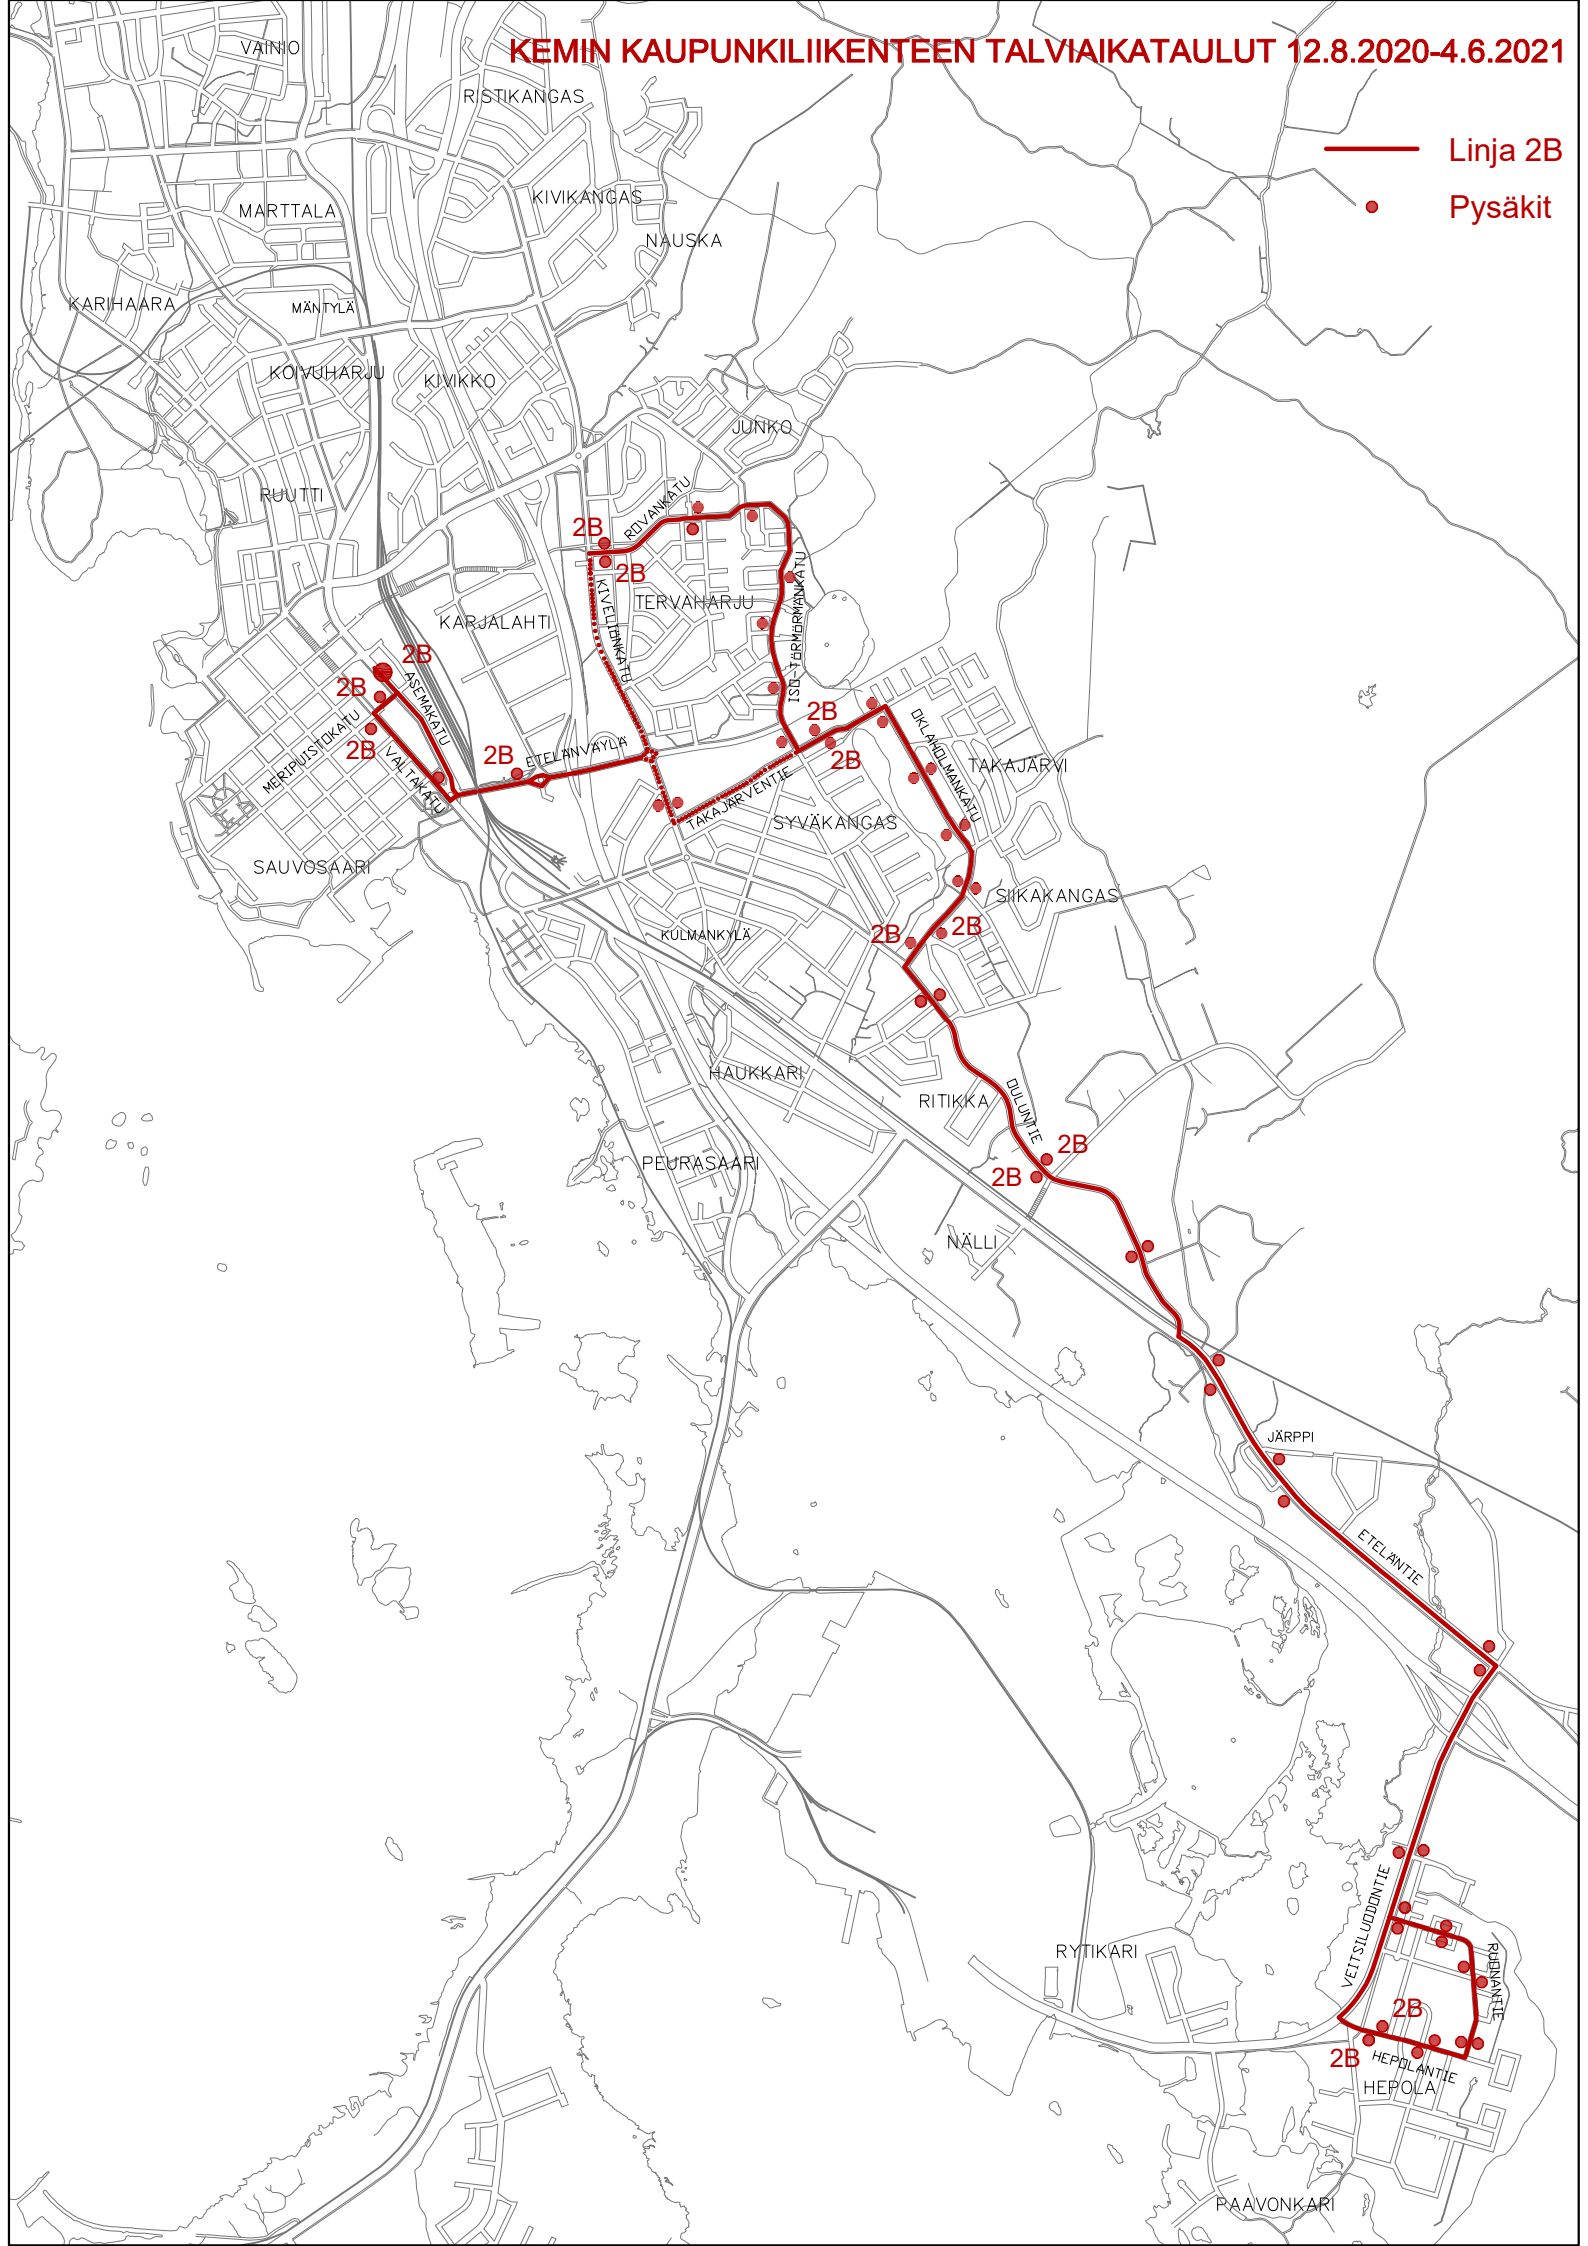 KEMIN KAUPUNKILIIKENTEEN TALVIAIKATAULUT 12.8.2020-4.6.2021
Linja 2B
Pysäkit
VAINIO
RISTIKANGAS
KIVIKANGAS
MARTTALA
NAUSKA
KARIHAARA
MÄNTYLÄ
KOIVUHARJU
KIVIKKO
JUNKO
RUUTTI
ROVANKATU
2B
2B
KIVELIÖNKATU
TERVAHARJU
ISO-TÖRMÖRMÄNKATU
KARJALAHTI
2B
ASEMAKATU
2B
MERIPUISTOKATU
2B
VALTAKATU
2B
ETELÄNVÄYLÄ
2B
2B
OKLAHOLMANKATU
TAKAJÄRVI
TAKAJÄRVENTIE
SYVÄKANGAS
SAUVOSAARI
SIIKAKANGAS
2B
2B
KULMANKYLÄ
HAUKKARI
RITIKKA
OULUNTIE
2B
2B
PEURASAARI
NÄLLI
JÄRPPI
ETELÄNTIE
VEITSILUODONTIE
RYTIKARI
RUONANTIE
2B
2B
HEPOLANTIE
HEPOLA
PAAVONKARI